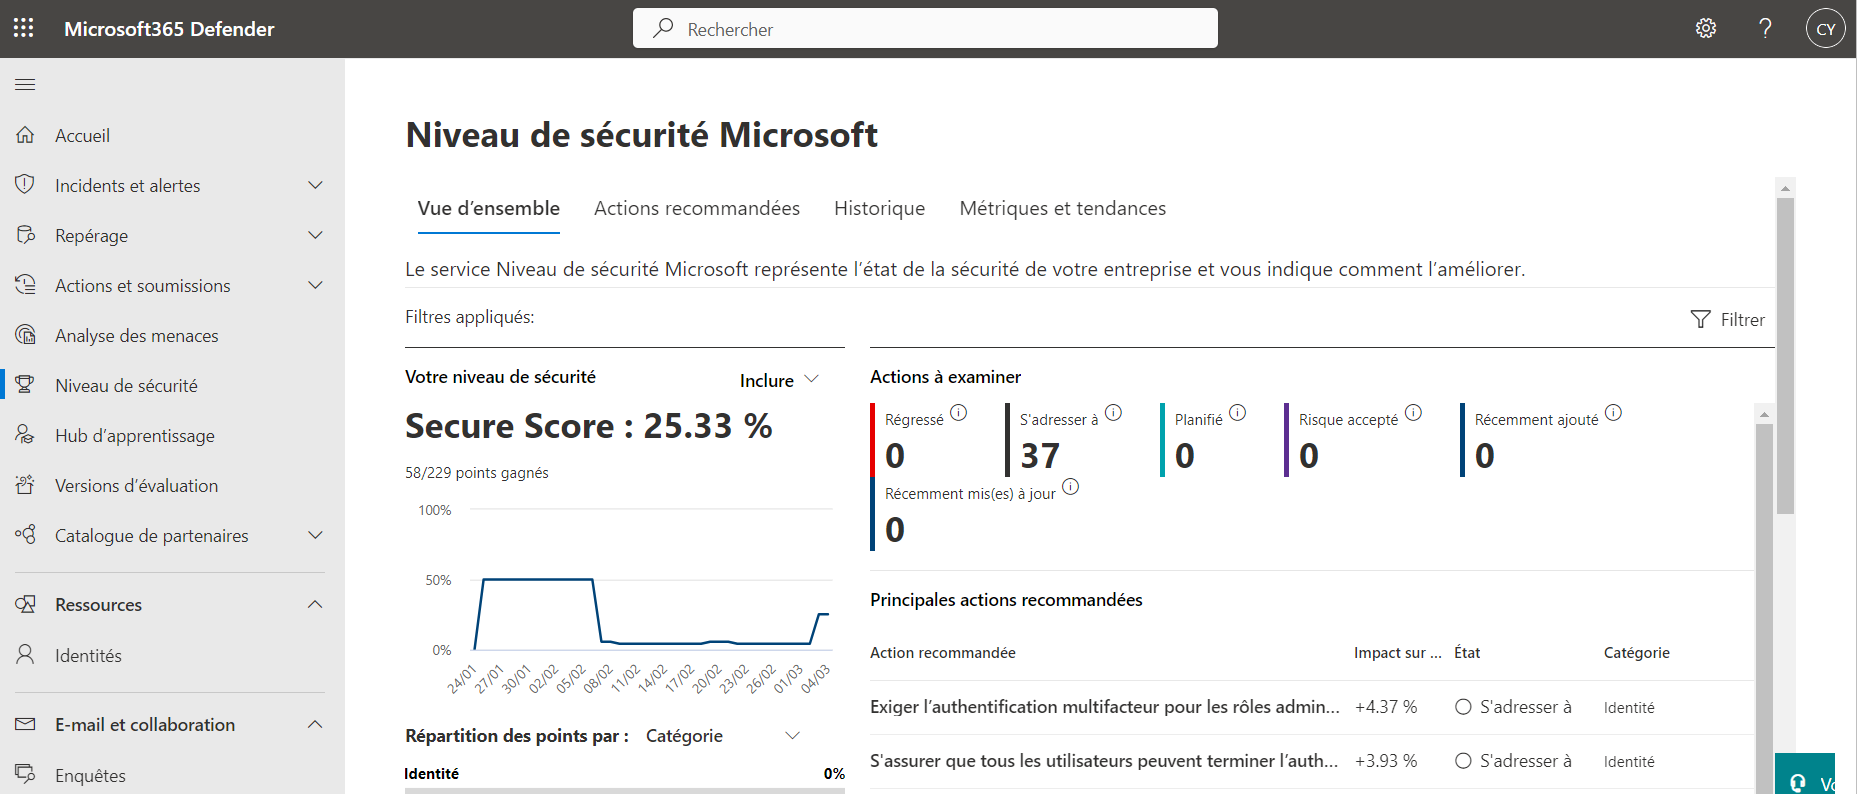 Microsoft365 Defender
Rechercher
CY
Accueil
Incidents et alertes
Repérage
Actions et soumissions
Analyse des menaces
Niveau de sécurité
Hub d’apprentissage
Versions d’évaluation
Catalogue de partenaires
Ressources
Identités
E-mail et collaboration
Enquêtes
Niveau de sécurité Microsoft
Vue d’ensemble Actions recommandées Historique Métriques et tendances
Le service Niveau de sécurité Microsoft représente l’état de la sécurité de votre entreprise et vous indique comment l’améliorer.
Filtres appliqués:
Filtrer
Votre niveau de sécurité
Inclure
Secure Score : 25.33 %
58/229 points gagnés
100%
50%
0%
24/01 27/01 30/01 02/02 05/02 08/02 11/02 14/02 17/02 20/02 23/02 26/02 01/03 04/03
Répartition des points par : Catégorie
Identité 0%
Actions à examiner
Régressé
0
S'adresser à
37
Planifié
0
Risque accepté
0
Récemment ajouté
0
Récemment mis(es) à jour
0
Principales actions recommandées
Action recommandée Impact sur ... État Catégorie
Exiger l’authentification multifacteur pour les rôles admin... +4.37 % S'adresser à Identité
S'assurer que tous les utilisateurs peuvent terminer l’auth... +3.93 % S'adresser à Identité